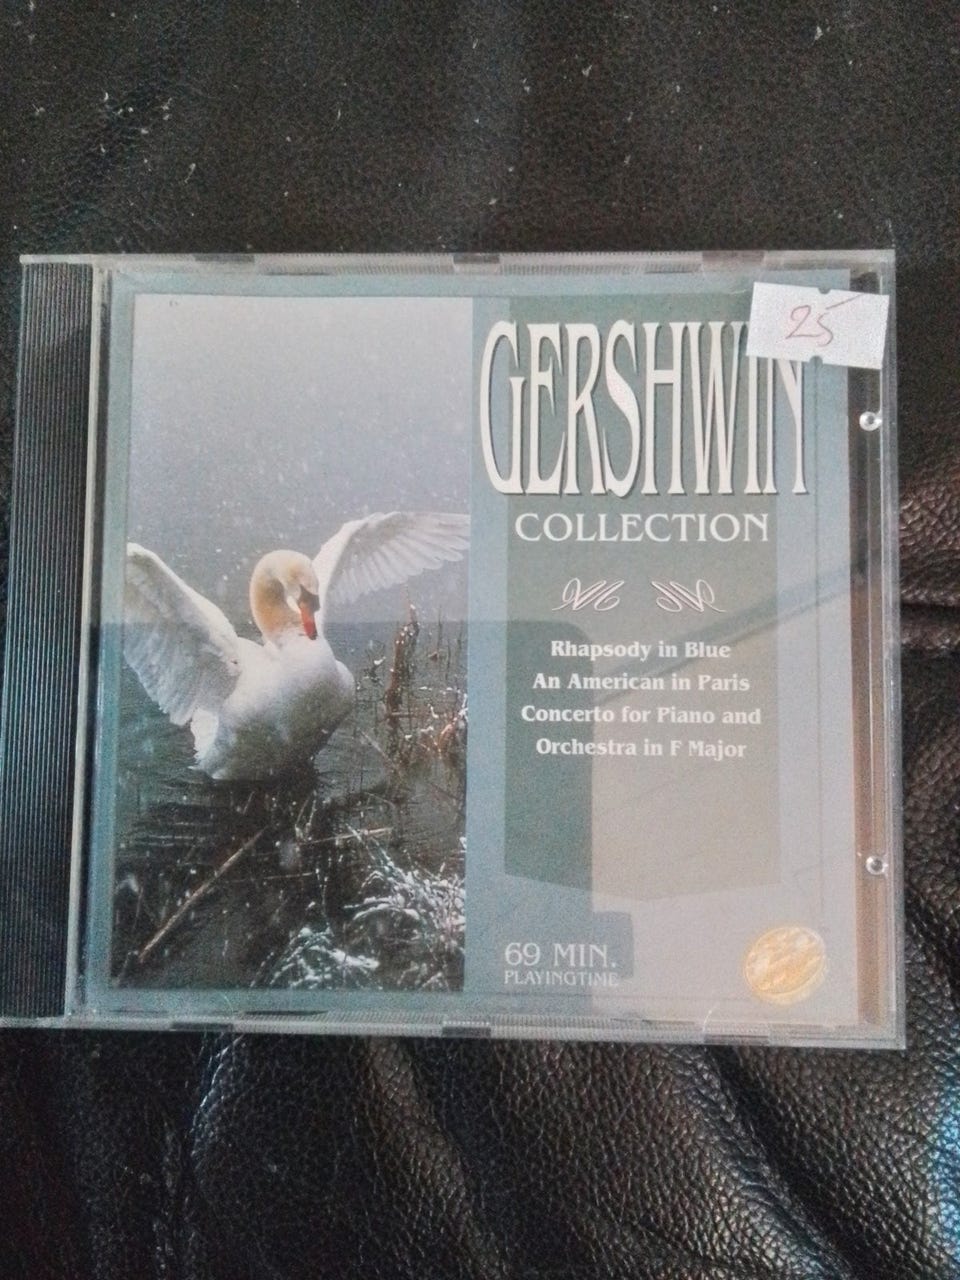 25
GERSHWIN
COLLECTION
Rhapsody in Blue
An American in Paris
Concerto for Piano and
Orchestra in F Major
69 MIN.
PLAYINGTIME